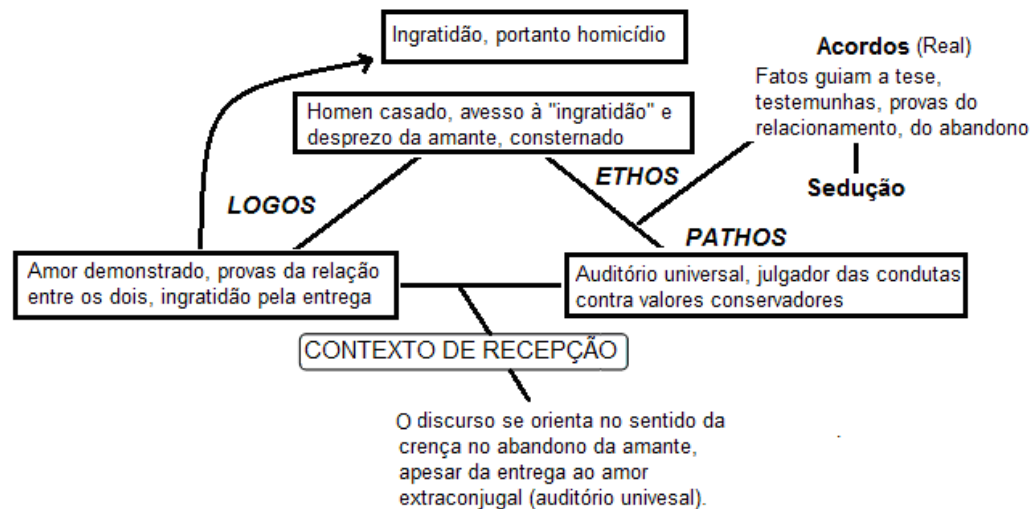 Ingratidão, portanto homicídio
Acordos (Real)
Fatos guiam a tese,
testemunhas, provas do
relacionamento, do abandono
Sedução
Homen casado, avesso à "ingratidão" e
desprezo da amante, consternado
ETHOS
LOGOS
PATHOS
Amor demonstrado, provas da relação
entre os dois, ingratidão pela entrega
Auditório universal, julgador das condutas
contra valores conservadores
CONTEXTO DE RECEPÇÃO
O discurso se orienta no sentido da
crença no abandono da amante,
apesar da entrega ao amor
extraconjugal (auditório univesal).